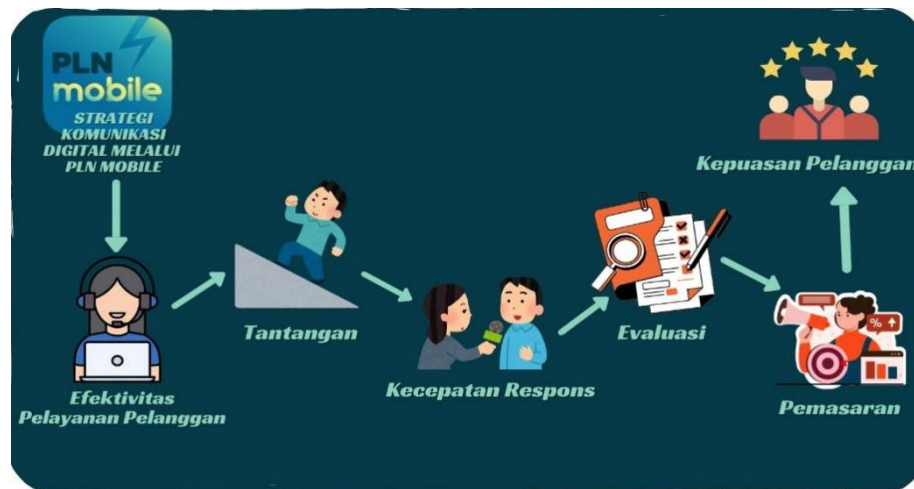 PLN
mobile
STRATEGI
KOMUNIKASI
DIGITAL MELALUI
PLN MOBILE
Efektivitas
Pelayanan Pelanggan
Tantangan
Kecepatan Respons
Evaluasi
% ↑
Pemasaran
Kepuasan Pelanggan